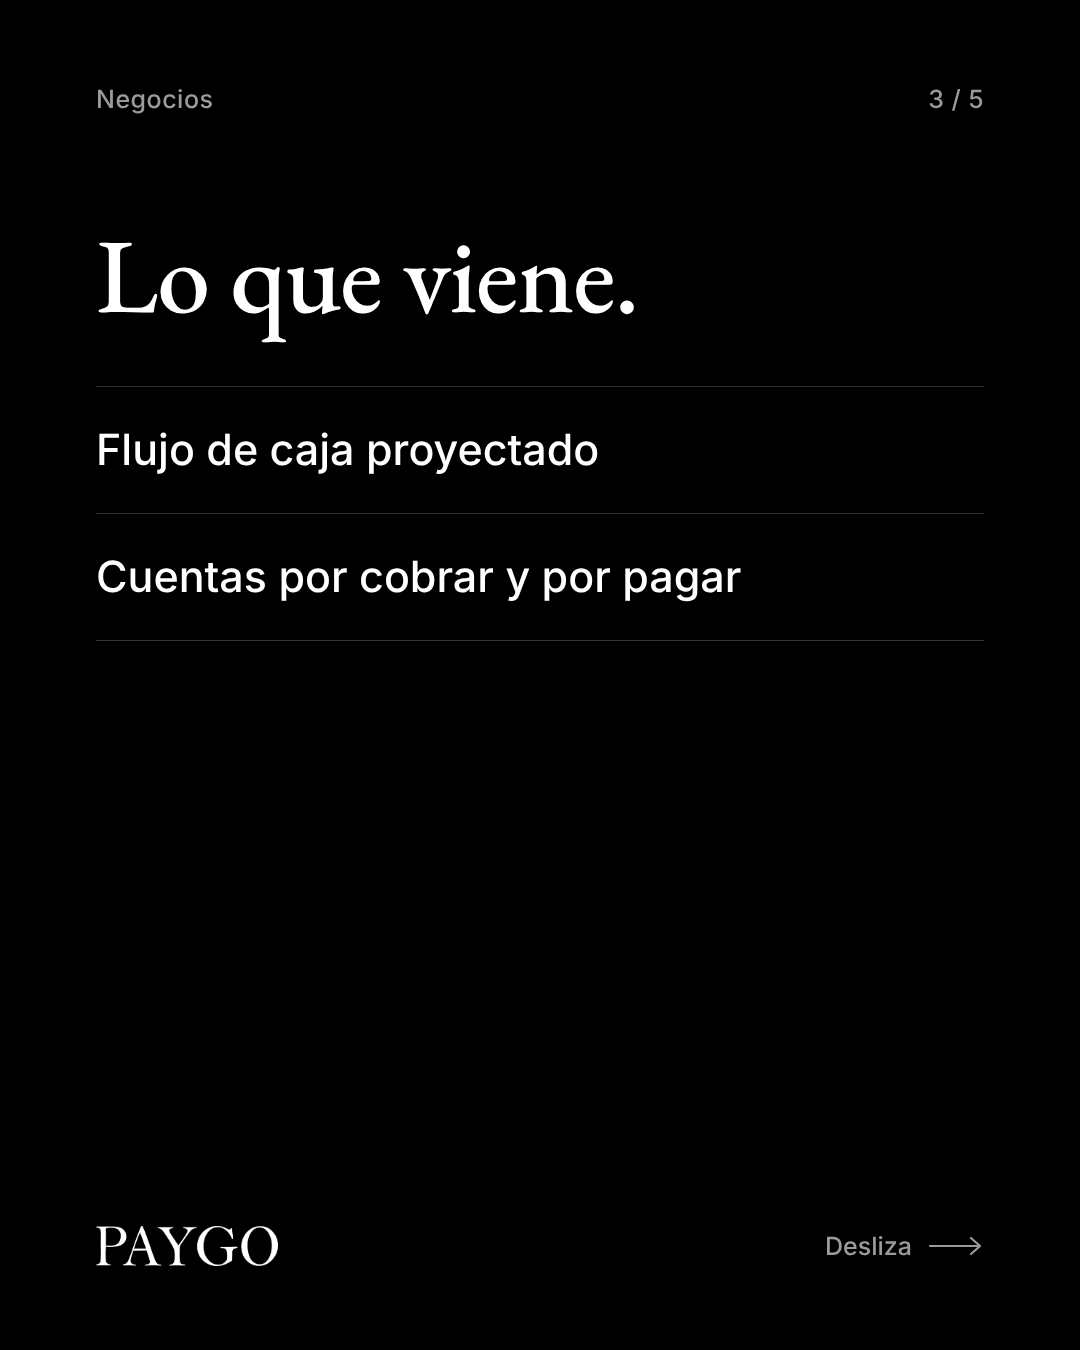 Negocios
3 / 5
Lo que viene.
Flujo de caja proyectado
Cuentas por cobrar y por pagar
PAYGO
Desliza